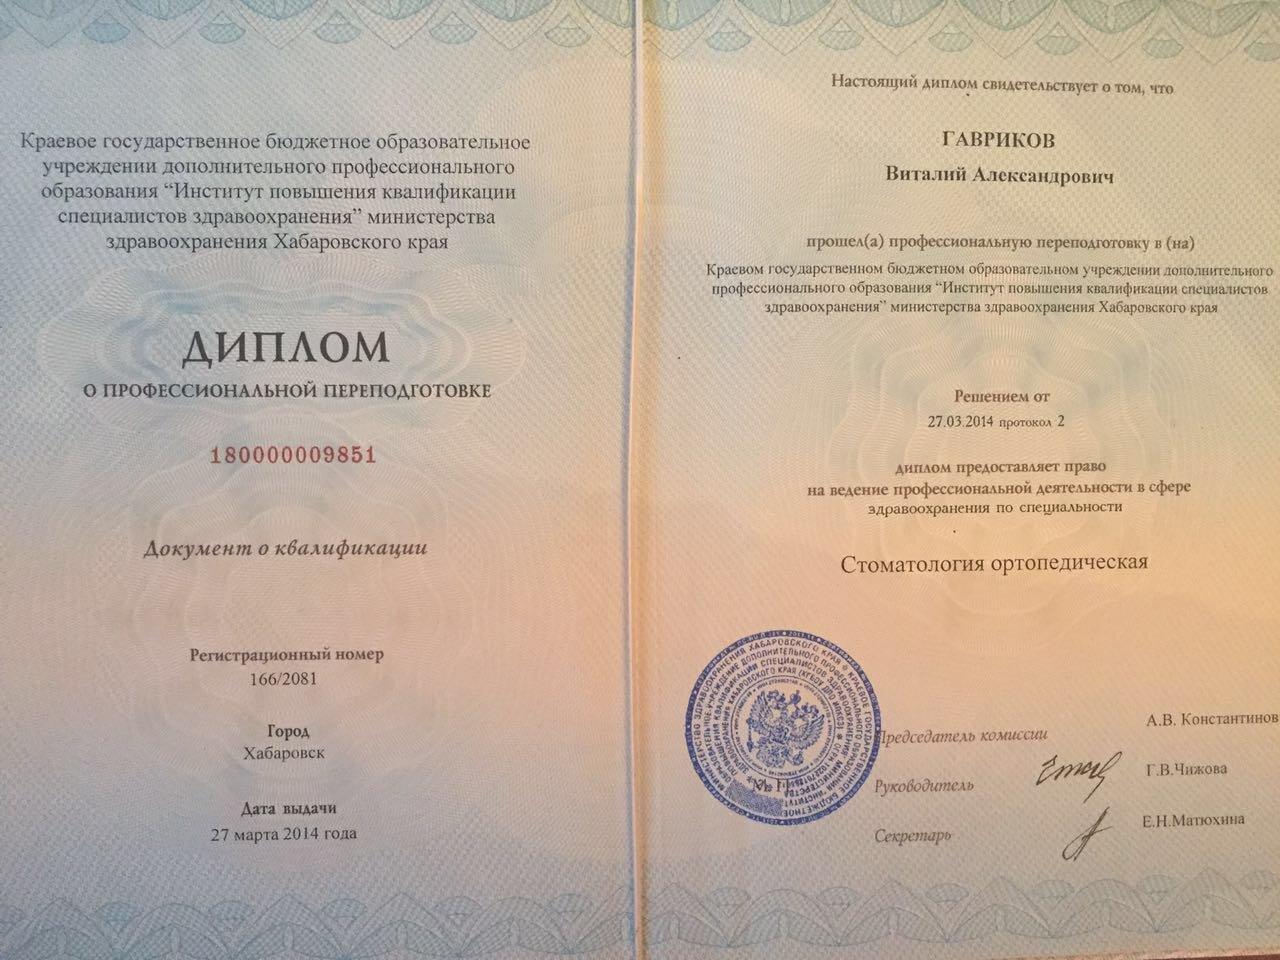 Краевое государственное бюджетное образовательное
учреждении дополнительного профессионального
образования “Институт повышения квалификации
специалистов здравоохранения” министерства
здравоохранения Хабаровского края
ДИПЛОМ
О ПРОФЕССИОНАЛЬНОЙ ПЕРЕПОДГОТОВКЕ
180000009851
Документ о квалификации
Регистрационный номер
166/2081
Город
Хабаровск
Дата выдачи
27 марта 2014 года
Настоящий диплом свидетельствует о том, что
ГАВРИКОВ
Виталий Александрович
прошел(а) профессиональную переподготовку в (на)
Краевом государственном бюджетном образовательном учреждении дополнительного
профессионального образования “Институт повышения квалификации специалистов
здравоохранения” министерства здравоохранения Хабаровского края
Решением от
27.03.2014 протокол 2
диплом предоставляет право
на ведение профессиональной деятельности в сфере
здравоохранения по специальности
Стоматология ортопедическая
Председатель комиссии А.В. Константинов
Руководитель Г.В.Чижова
Секретарь Е.Н.Матюхина